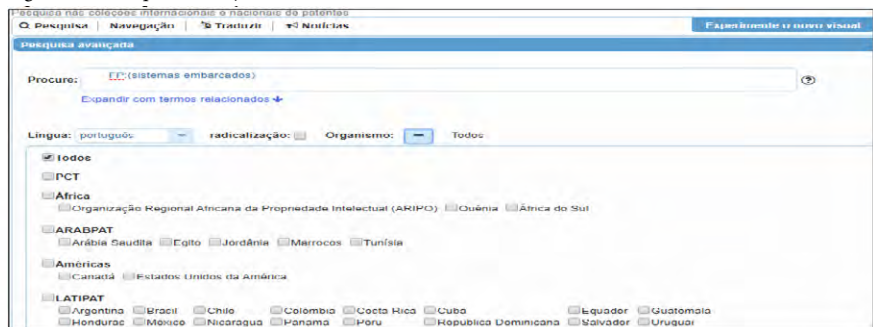 Pesquisa nas coleções internacionais e nacionais de patentes
Pesquisa | Navegação | Traduzir | Notícias Experimente o novo visual
Pesquisa avançada
Procure: FP:(sistemas embarcados)
Expandir com termos relacionados
Língua: português radicalização: Organismo: Todos
Todos
PCT
África
Organização Regional Africana da Propriedade Intelectual (ARIPO) Quênia África do Sul
ARABPAT
Arábia Saudita Egito Jordânia Marrocos Tunísia
Américas
Canadá Estados Unidos da América
LATIPAT
Argentina Brasil Chile Colombia Costa Rica Cuba Equador Guatemala
Honduras México Nicarágua Panama Peru Republica Dominicana Salvador Uruguai